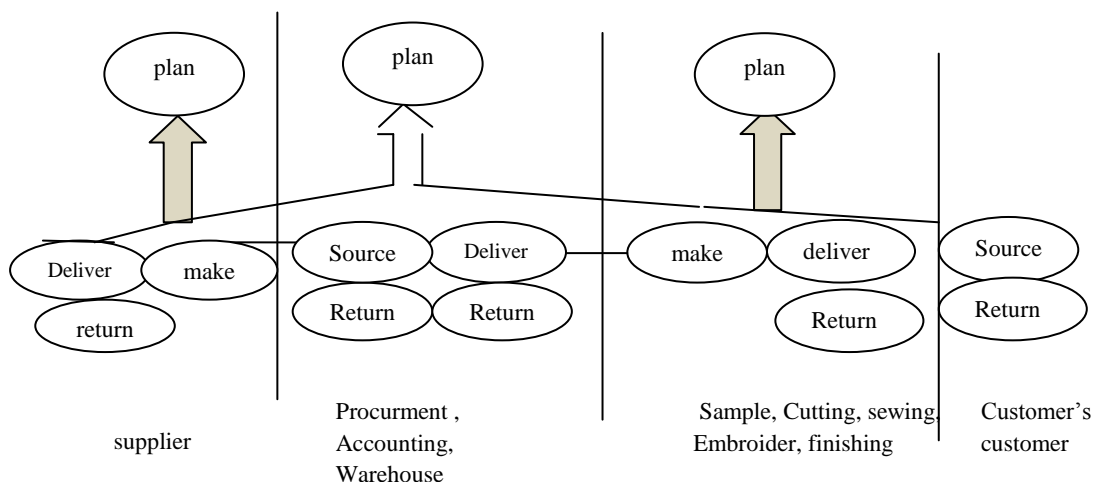 plan
plan
plan
Deliver
make
return
Source
Deliver
Return
Return
make
deliver
Return
Source
Return
supplier
Procurment ,
Accounting,
Warehouse
Sample, Cutting, sewing,
Embroider, finishing
Customer’s
customer